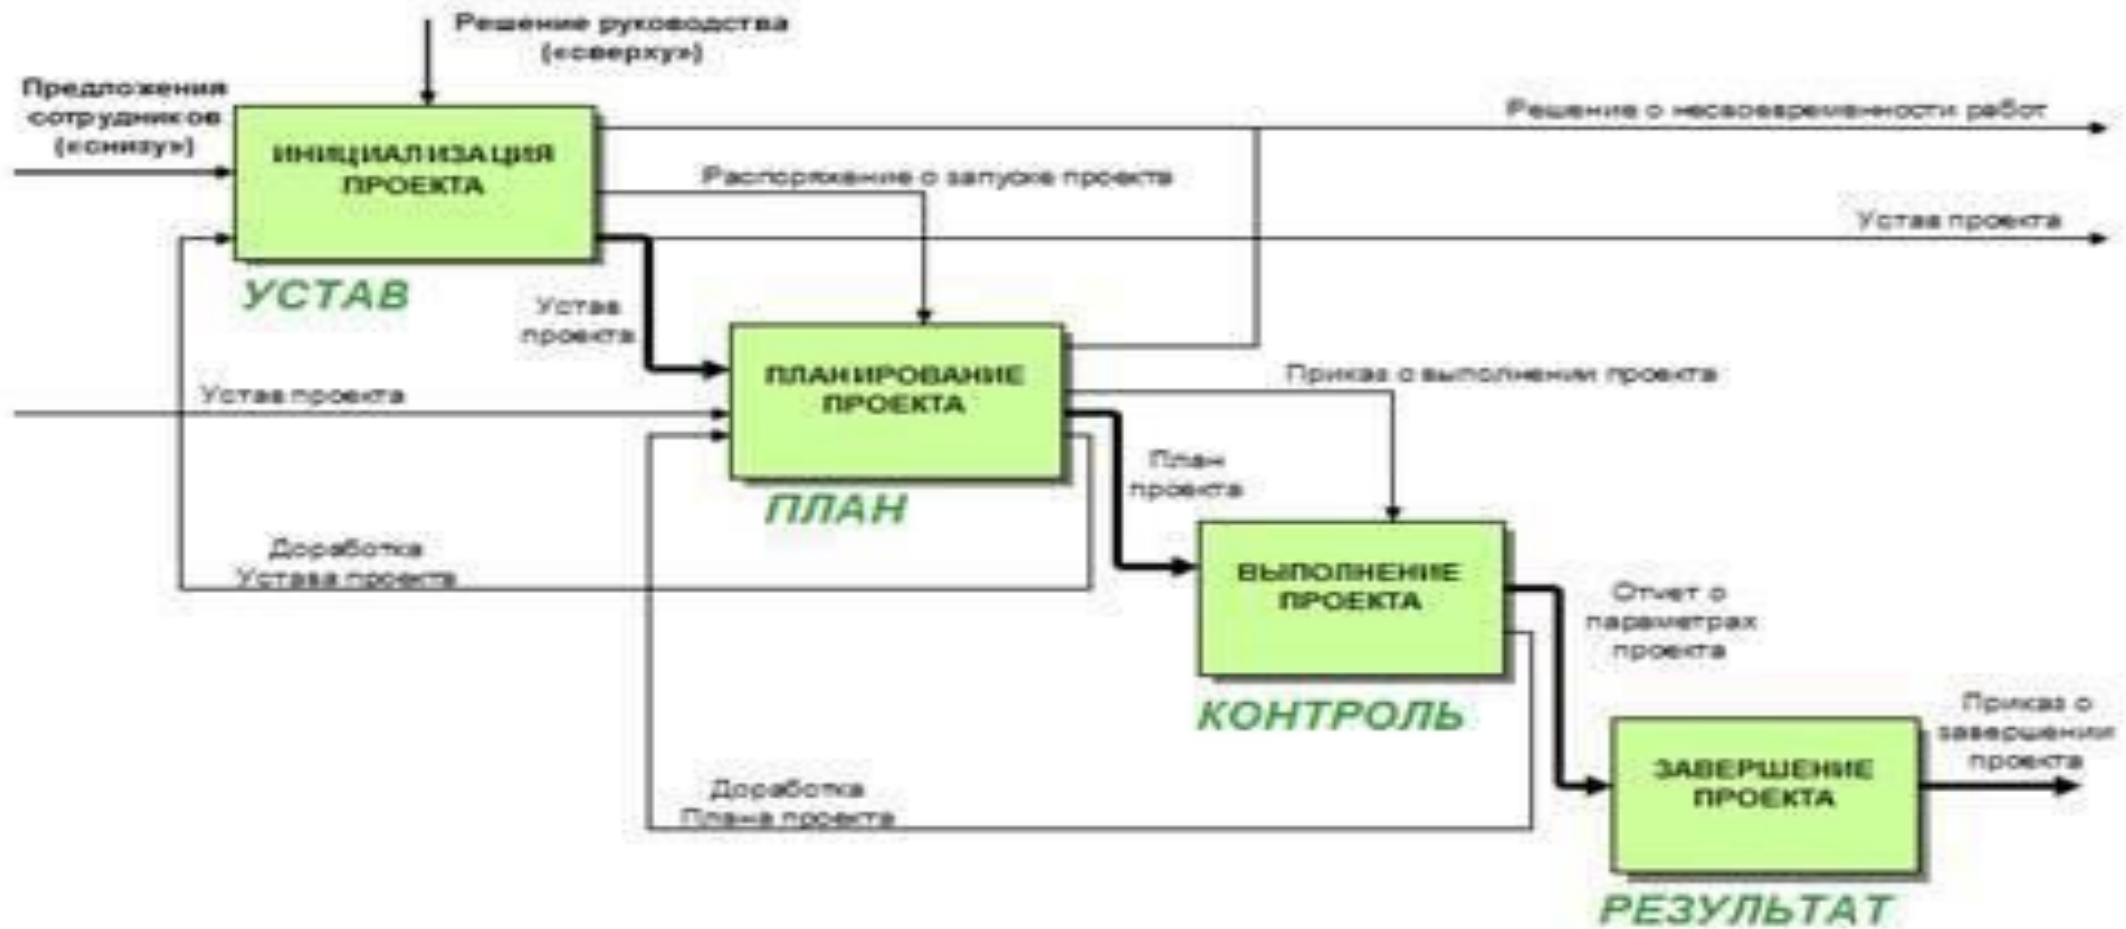 Решение руководства
(«сверху»)
Предложения
сотрудников
(«снизу»)
ИНИЦИАЛИЗАЦИЯ
ПРОЕКТА
УСТАВ
Решение о несвоевременности работ
Распоряжение о запуске проекта
Устав проекта
Устав
проекта
ПЛАНИРОВАНИЕ
ПРОЕКТА
ПЛАН
Устав проекта
Приказ о выполнении проекта
План
проекта
Доработка
Устава проекта
ВЫПОЛНЕНИЕ
ПРОЕКТА
КОНТРОЛЬ
Отчет о
параметрах
проекта
Доработка
Плана проекта
ЗАВЕРШЕНИЕ
ПРОЕКТА
РЕЗУЛЬТАТ
Приказ о
завершении
проекта